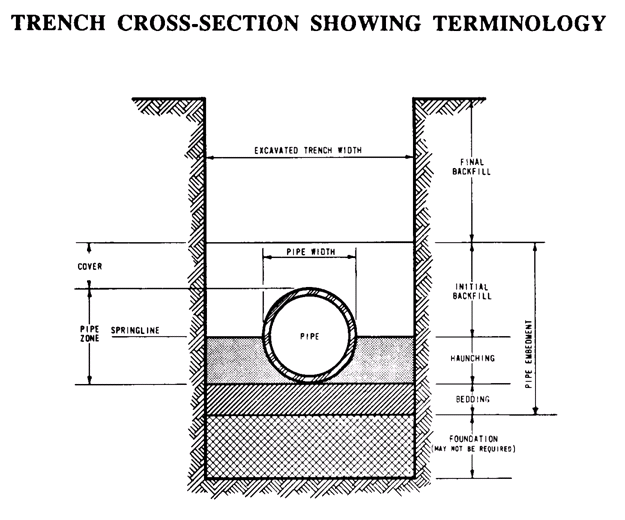 TRENCH CROSS-SECTION SHOWING TERMINOLOGY
EXCAVATED TRENCH WIDTH
FINAL
BACKFILL
PIPE WIDTH
COVER
INITIAL
BACKFILL
PIPE
ZONE
SPRINGLINE
PIPE
PIPE EMBEDMENT
HAUNCHING
BEDDING
FOUNDATION
(MAY NOT BE REQUIRED)